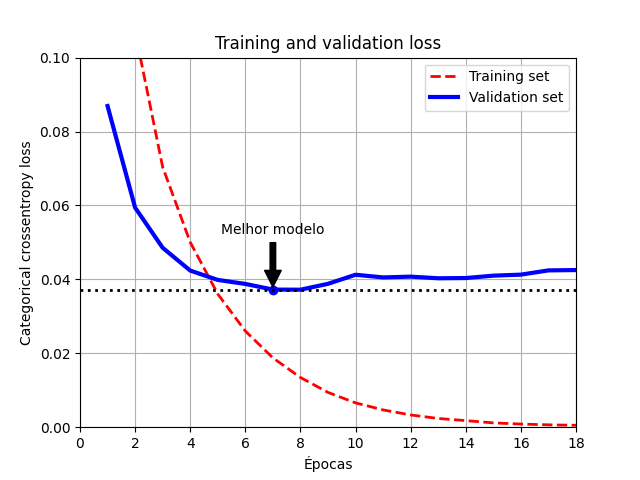 Training and validation loss
Categorical crossentropy loss
0.10
0.08
0.06
0.04
0.02
0.00
Training set
Validation set
Melhor modelo
0 2 4 6 8 10 12 14 16 18
Épocas